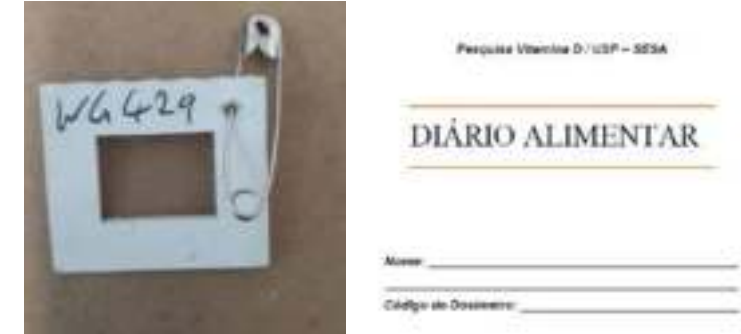 WG429
Pesquisa Vitamina D / USP – SESA
DIÁRIO ALIMENTAR
Nome:
Código do Dosímetro: